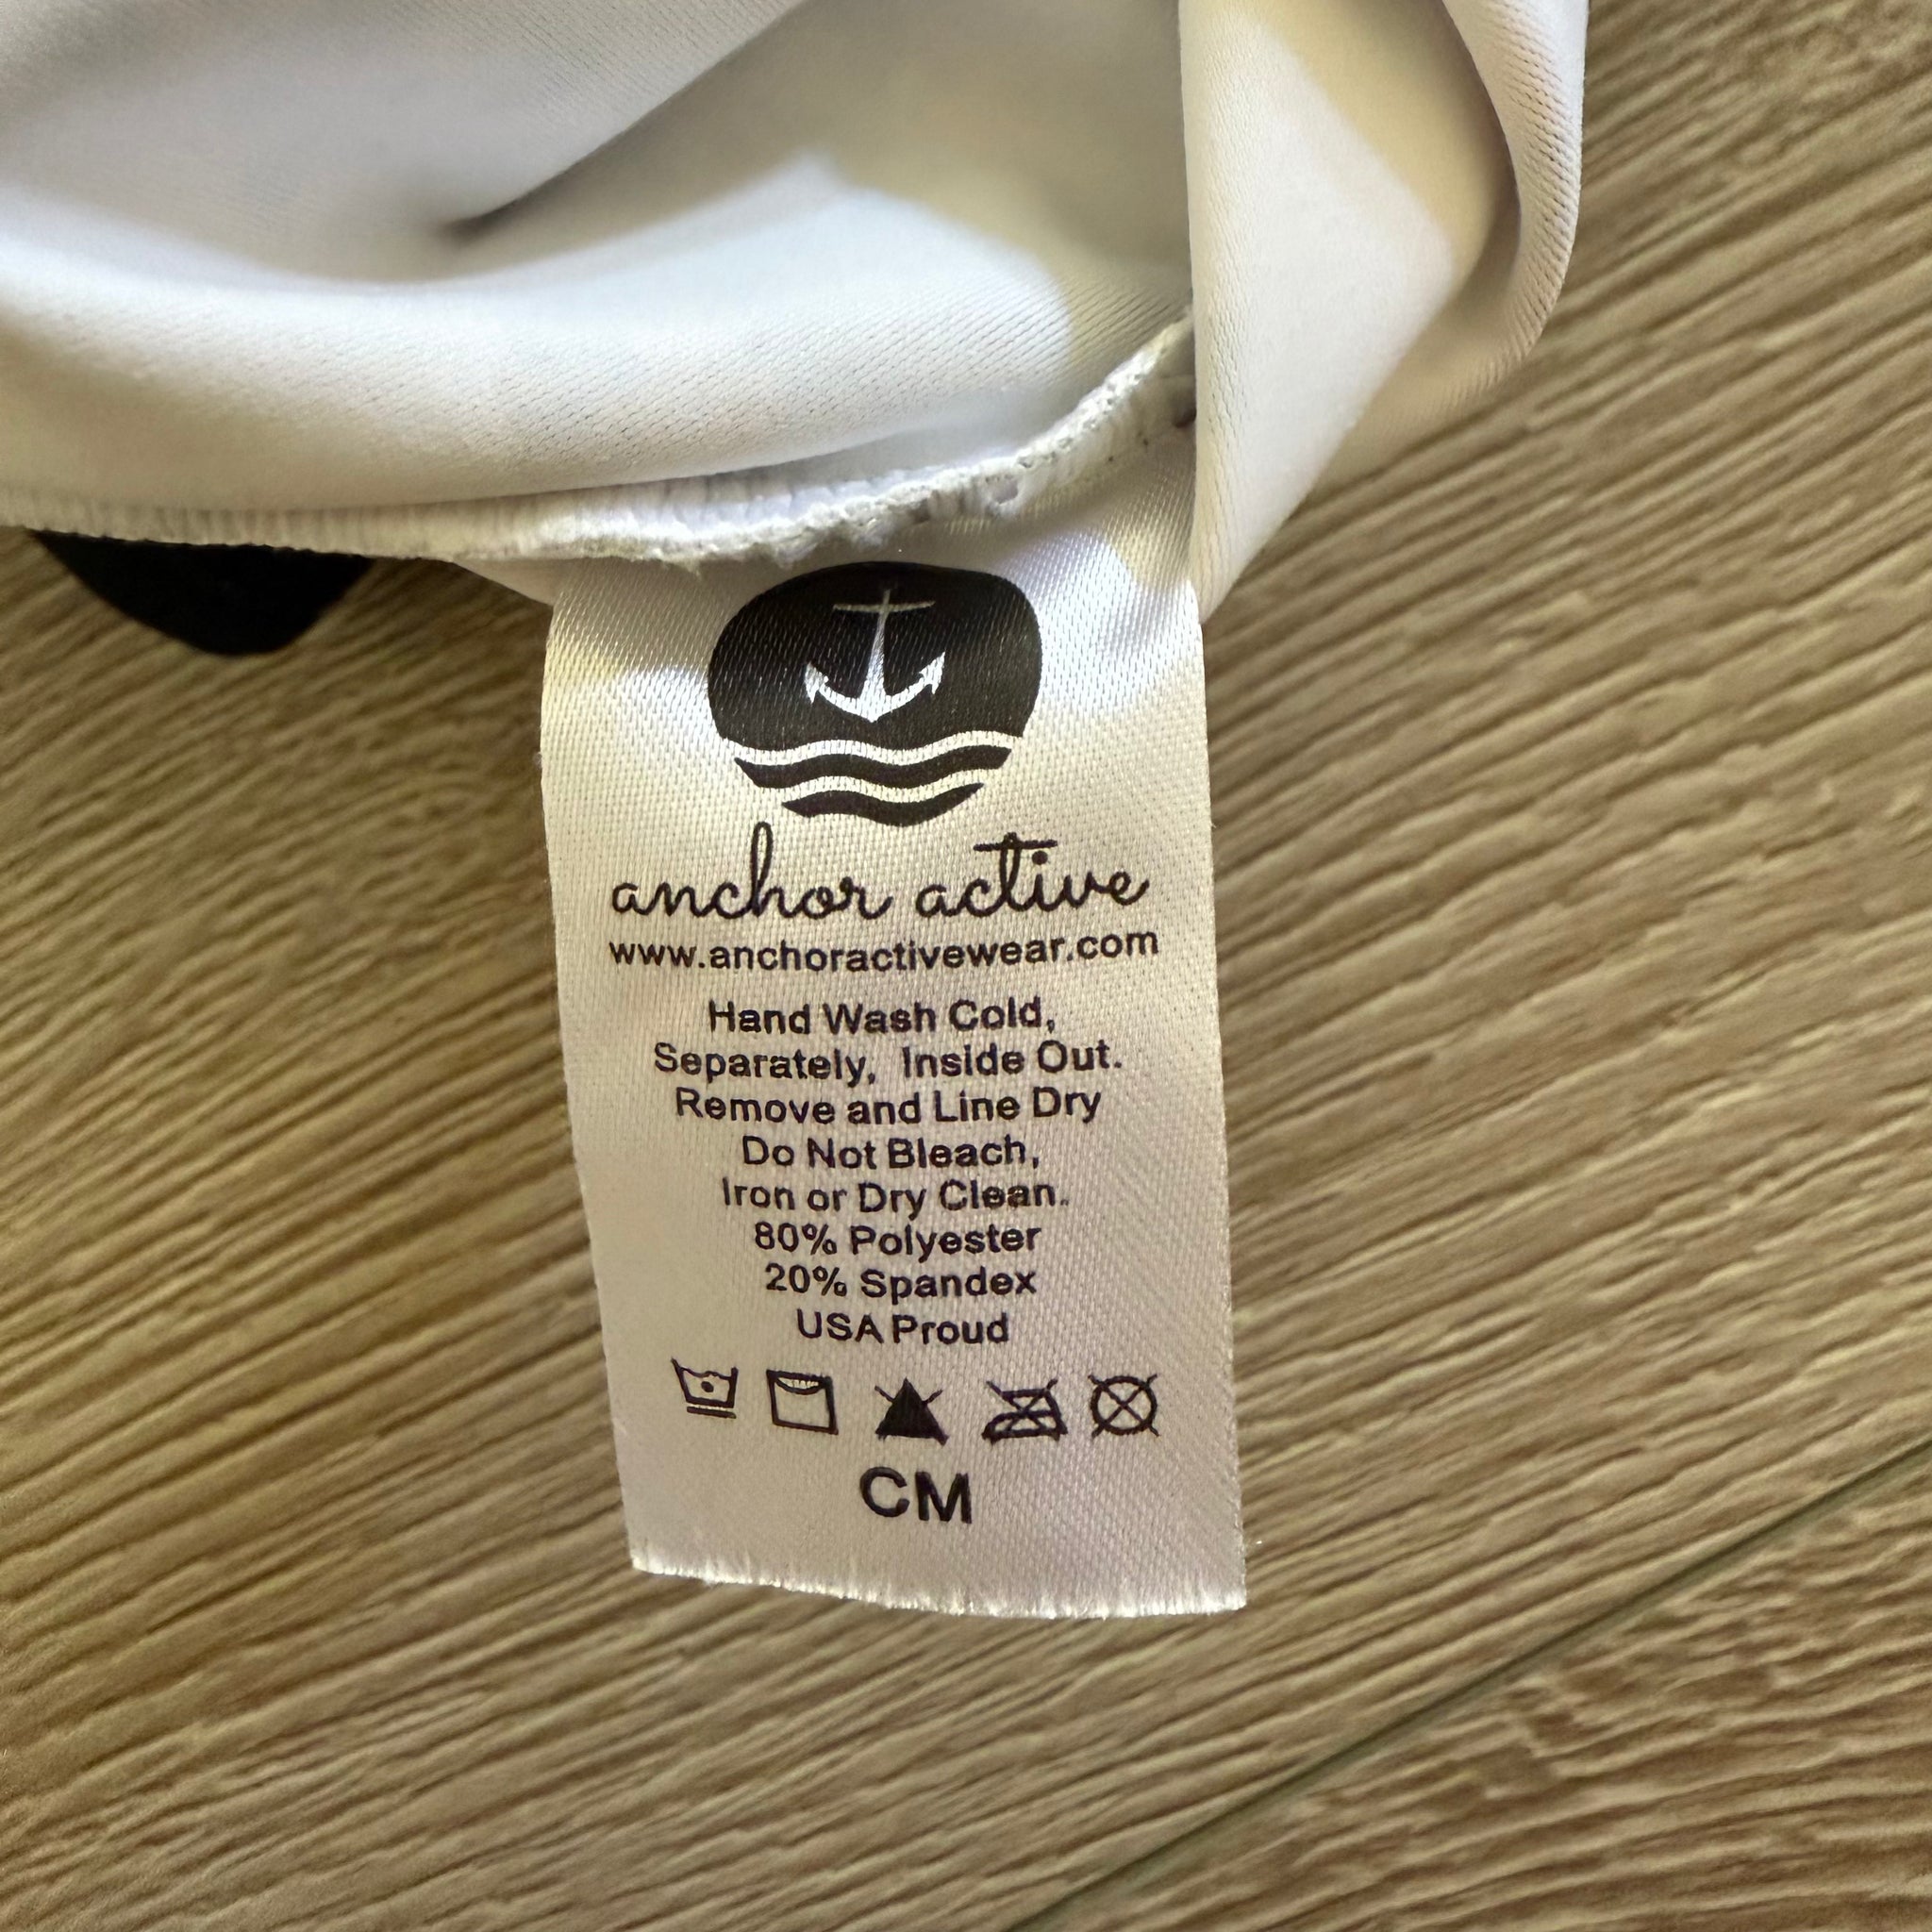 anchor active
www.anchoractivewear.com
Hand Wash Cold,
Separately, Inside Out.
Remove and Line Dry
Do Not Bleach,
Iron or Dry Clean.
80% Polyester
20% Spandex
USA Proud
CM